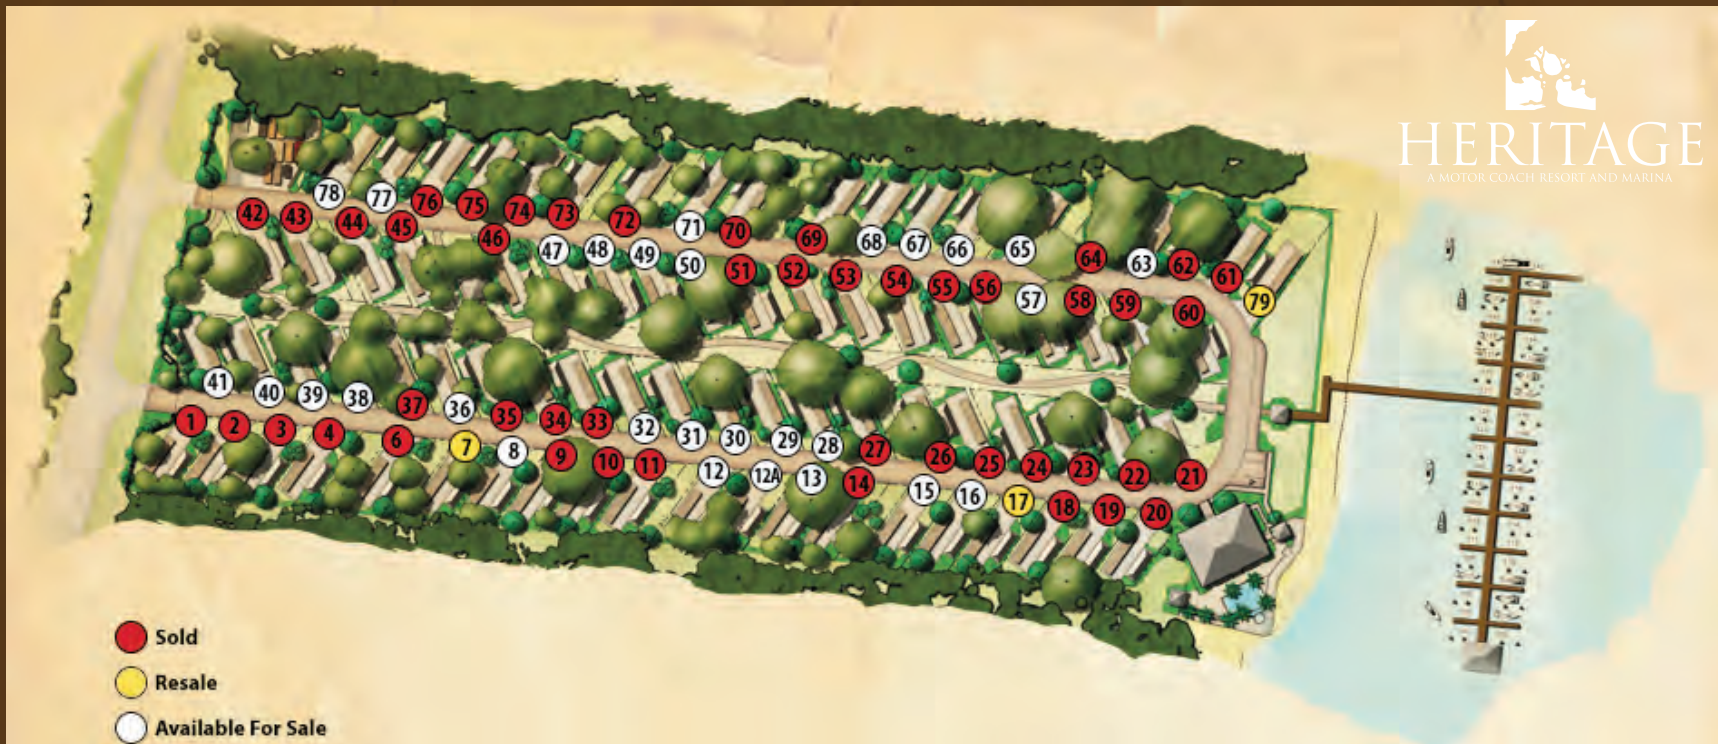 HERITAGE
A MOTOR COACH RESORT AND MARINA
78 77 76 75 74 73 72 71 70 69 68 67 66 65 64 63 62 61 79
42 43 44 45 46 47 48 49 50 51 52 53 54 55 56 57 58 59 60
41 40 39 38 37 36 35 34 33 32 31 30 29 28 27 26 25 24 23 22 21
1 2 3 4 6 7 8 9 10 11 12 12A 13 14 15 16 17 18 19 20
Sold
Resale
Available For Sale